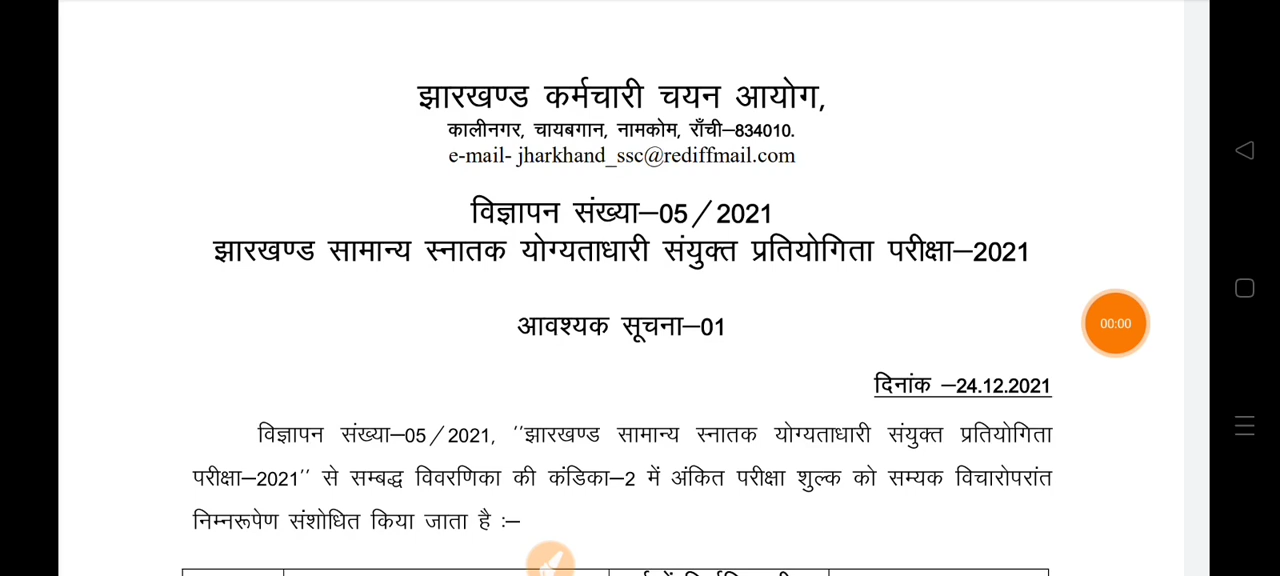 झारखण्ड कर्मचारी चयन आयोग,
कालीनगर, चायबगान, नामकोम, राँची–834010.
e-mail- jharkhand_ssc@rediffmail.com
विज्ञापन संख्या–05/2021
झारखण्ड सामान्य स्नातक योग्यताधारी संयुक्त प्रतियोगिता परीक्षा–2021
आवश्यक सूचना–01
00:00
दिनांक –24.12.2021
विज्ञापन संख्या–05/2021, ''झारखण्ड सामान्य स्नातक योग्यताधारी संयुक्त प्रतियोगिता
परीक्षा–2021'' से सम्बद्ध विवरणिका की कंडिका–2 में अंकित परीक्षा शुल्क को सम्यक विचारोपरांत
निम्नरूपेण संशोधित किया जाता है :–